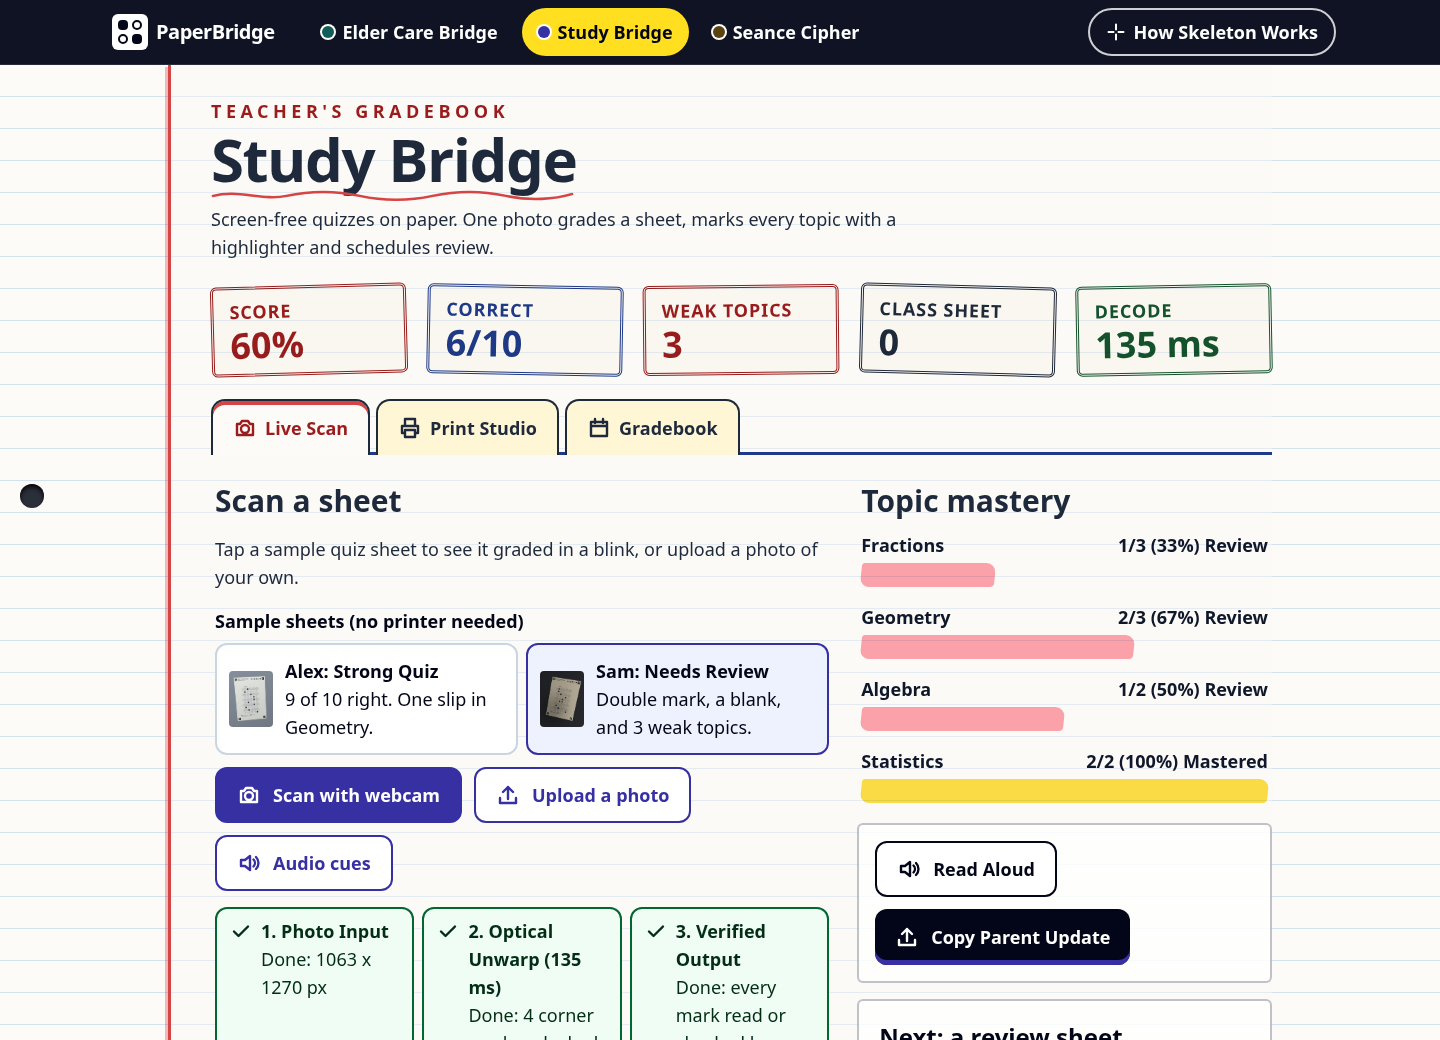 PaperBridge
Elder Care Bridge
Study Bridge
Seance Cipher
How Skeleton Works
TEACHER'S GRADEBOOK
Study Bridge
Screen-free quizzes on paper. One photo grades a sheet, marks every topic with a
highlighter and schedules review.
SCORE
60%
CORRECT
6/10
WEAK TOPICS
3
CLASS SHEET
0
DECODE
135 ms
Live Scan
Print Studio
Gradebook
Scan a sheet
Tap a sample quiz sheet to see it graded in a blink, or upload a photo of
your own.
Sample sheets (no printer needed)
Alex: Strong Quiz
9 of 10 right. One slip in
Geometry.
Sam: Needs Review
Double mark, a blank,
and 3 weak topics.
Scan with webcam
Upload a photo
Audio cues
1. Photo Input
Done: 1063 x
1270 px
2. Optical
Unwarp (135
ms)
Done: 4 corner
3. Verified
Output
Done: every
mark read or
Topic mastery
Fractions
1/3 (33%) Review
Geometry
2/3 (67%) Review
Algebra
1/2 (50%) Review
Statistics
2/2 (100%) Mastered
Read Aloud
Copy Parent Update
Next: a review sheet